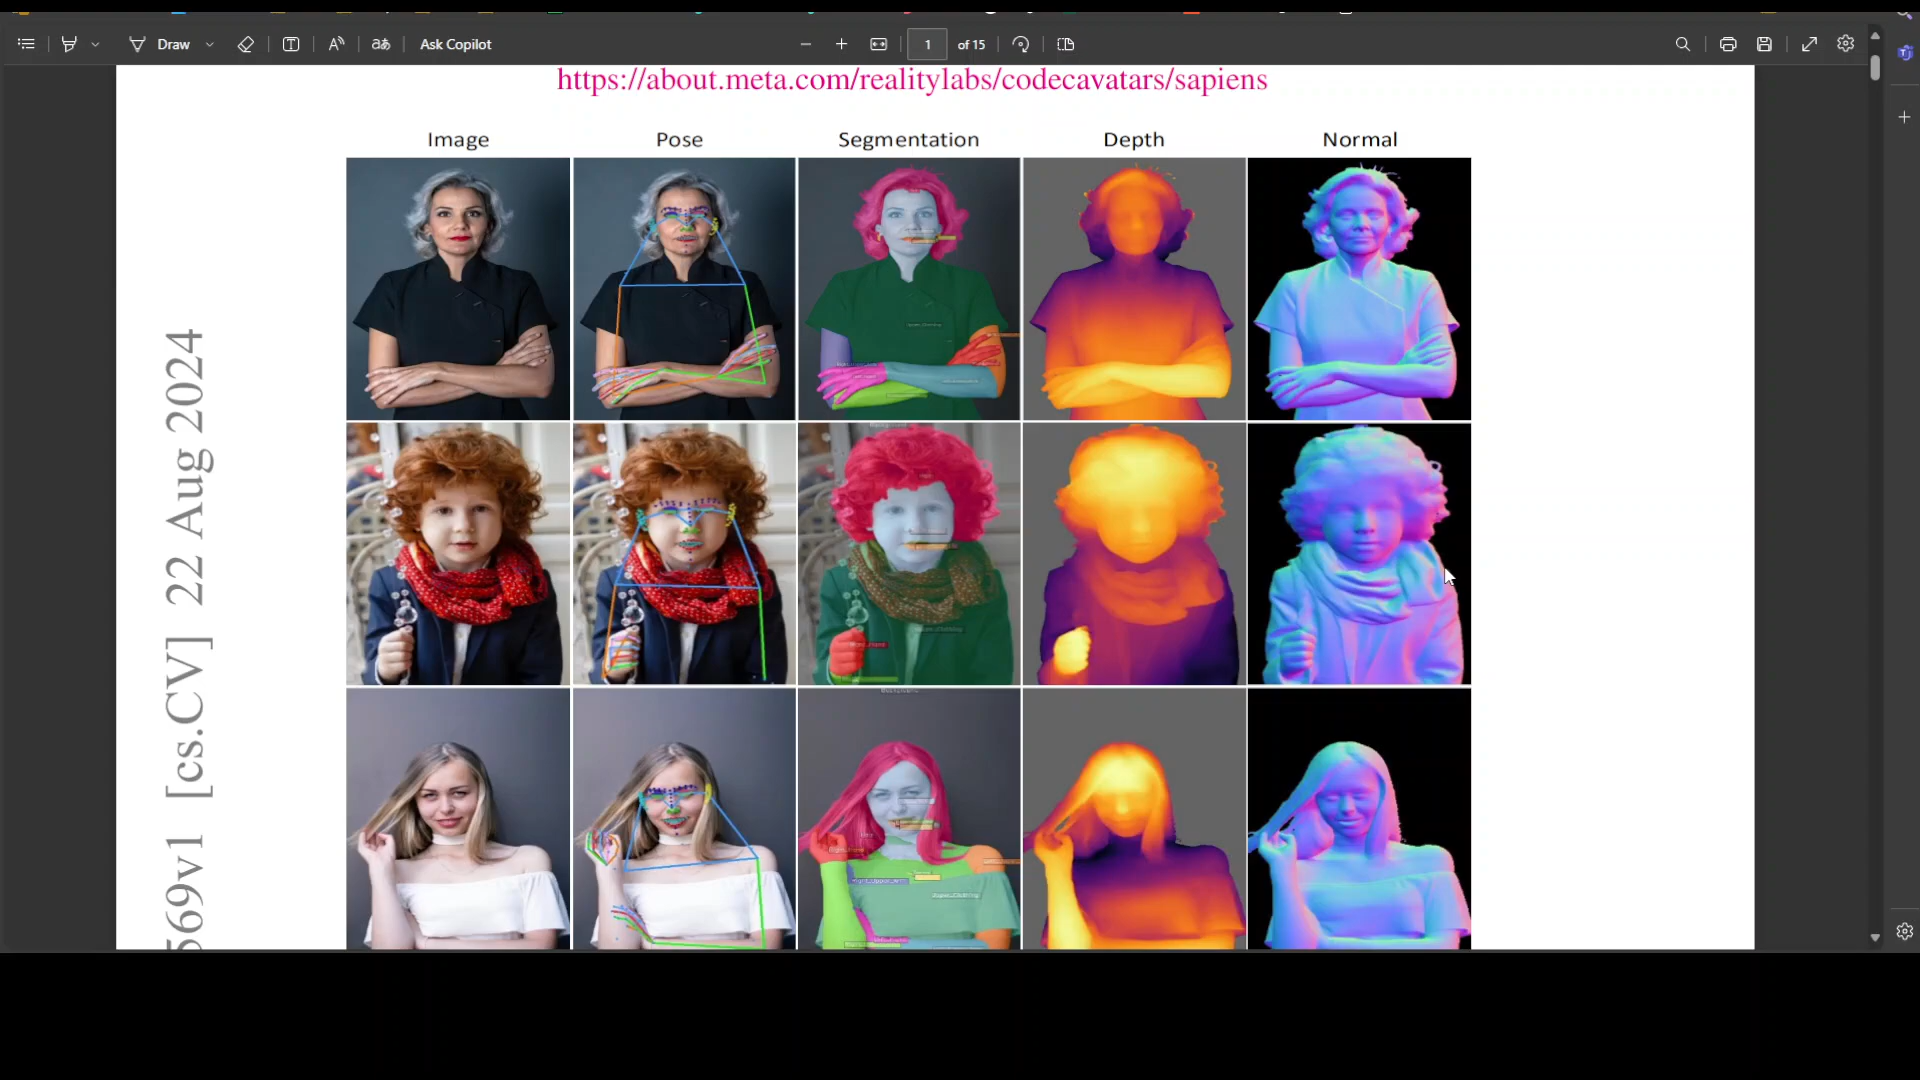 Draw
Ask Copilot
1
of 15
https://about.meta.com/realitylabs/codecavatars/sapiens
Image
Pose
Segmentation
Depth
Normal
569v1 [cs.CV] 22 Aug 2024